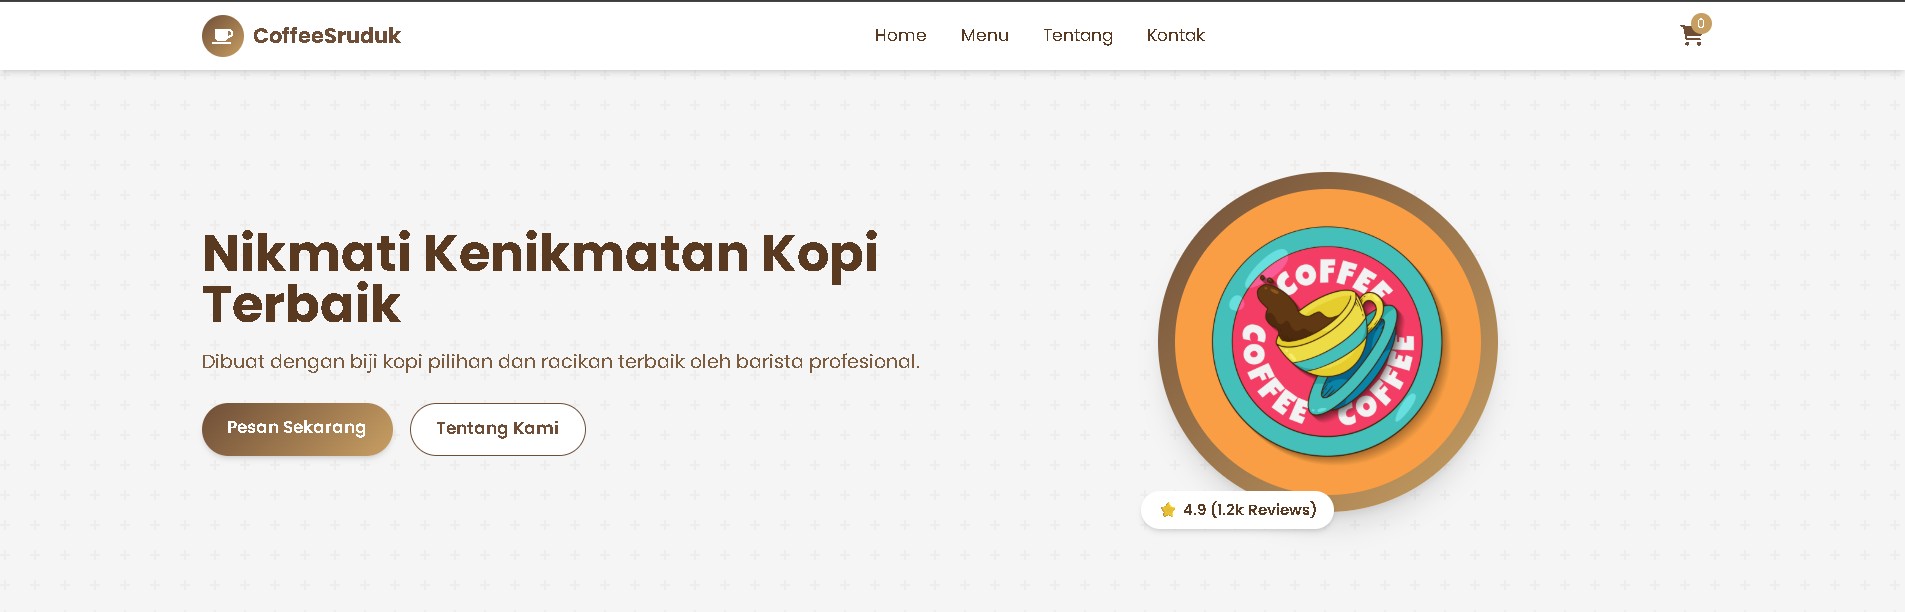 CoffeeSruduk
Home Menu Tentang Kontak
0
Nikmati Kenikmatan Kopi
Terbaik
Dibuat dengan biji kopi pilihan dan racikan terbaik oleh barista profesional.
Pesan Sekarang Tentang Kami
COFFEE
COFFEE
COFFEE
4.9 (1.2k Reviews)